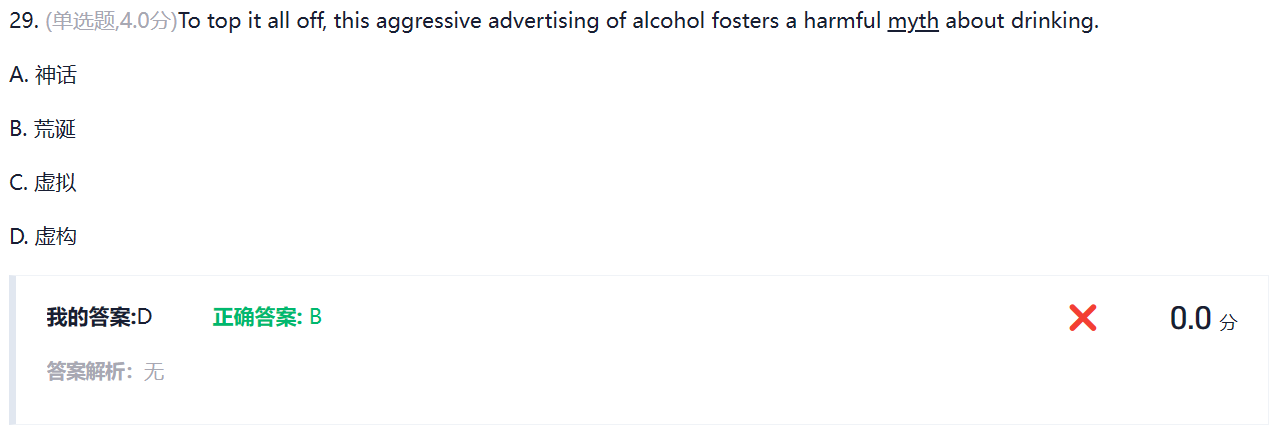 29. (单选题,4.0分)To top it all off, this aggressive advertising of alcohol fosters a harmful myth about drinking.
A. 神话
B. 荒诞
C. 虚拟
D. 虚构
我的答案:D 正确答案: B 0.0 分
答案解析：无